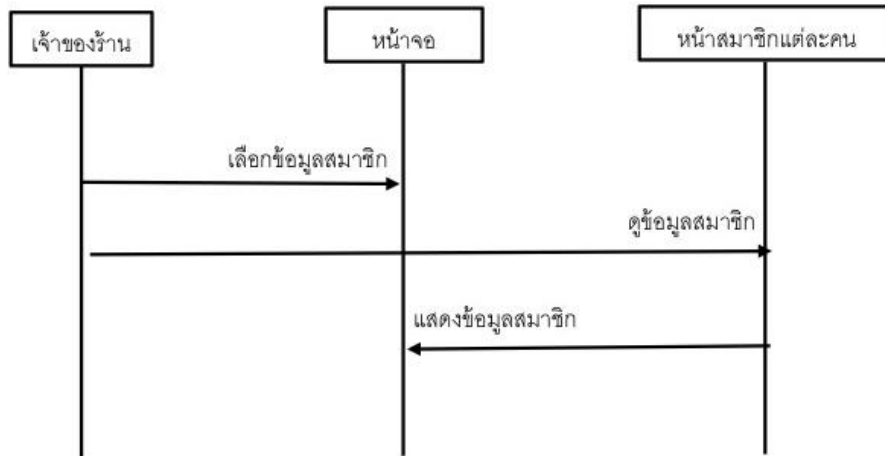 เจ้าของร้าน
หน้าจอ
หน้าสมาชิกแต่ละคน
เลือกข้อมูลสมาชิก
ดูข้อมูลสมาชิก
แสดงข้อมูลสมาชิก